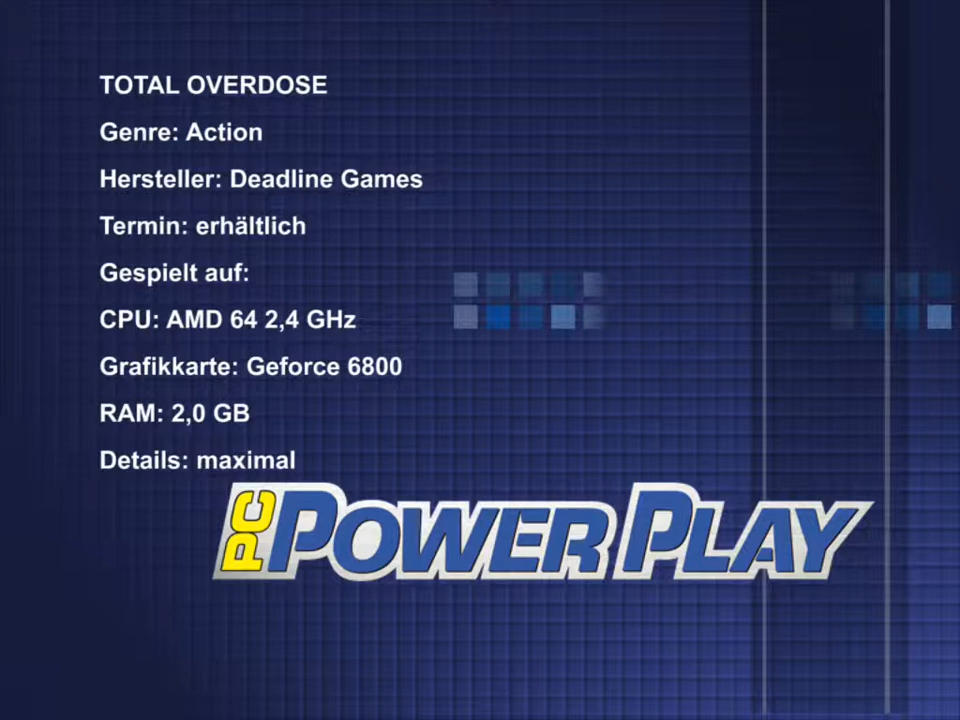 TOTAL OVERDOSE
Genre: Action
Hersteller: Deadline Games
Termin: erhältlich
Gespielt auf:
CPU: AMD 64 2,4 GHz
Grafikkarte: Geforce 6800
RAM: 2,0 GB
Details: maximal
PC POWER PLAY